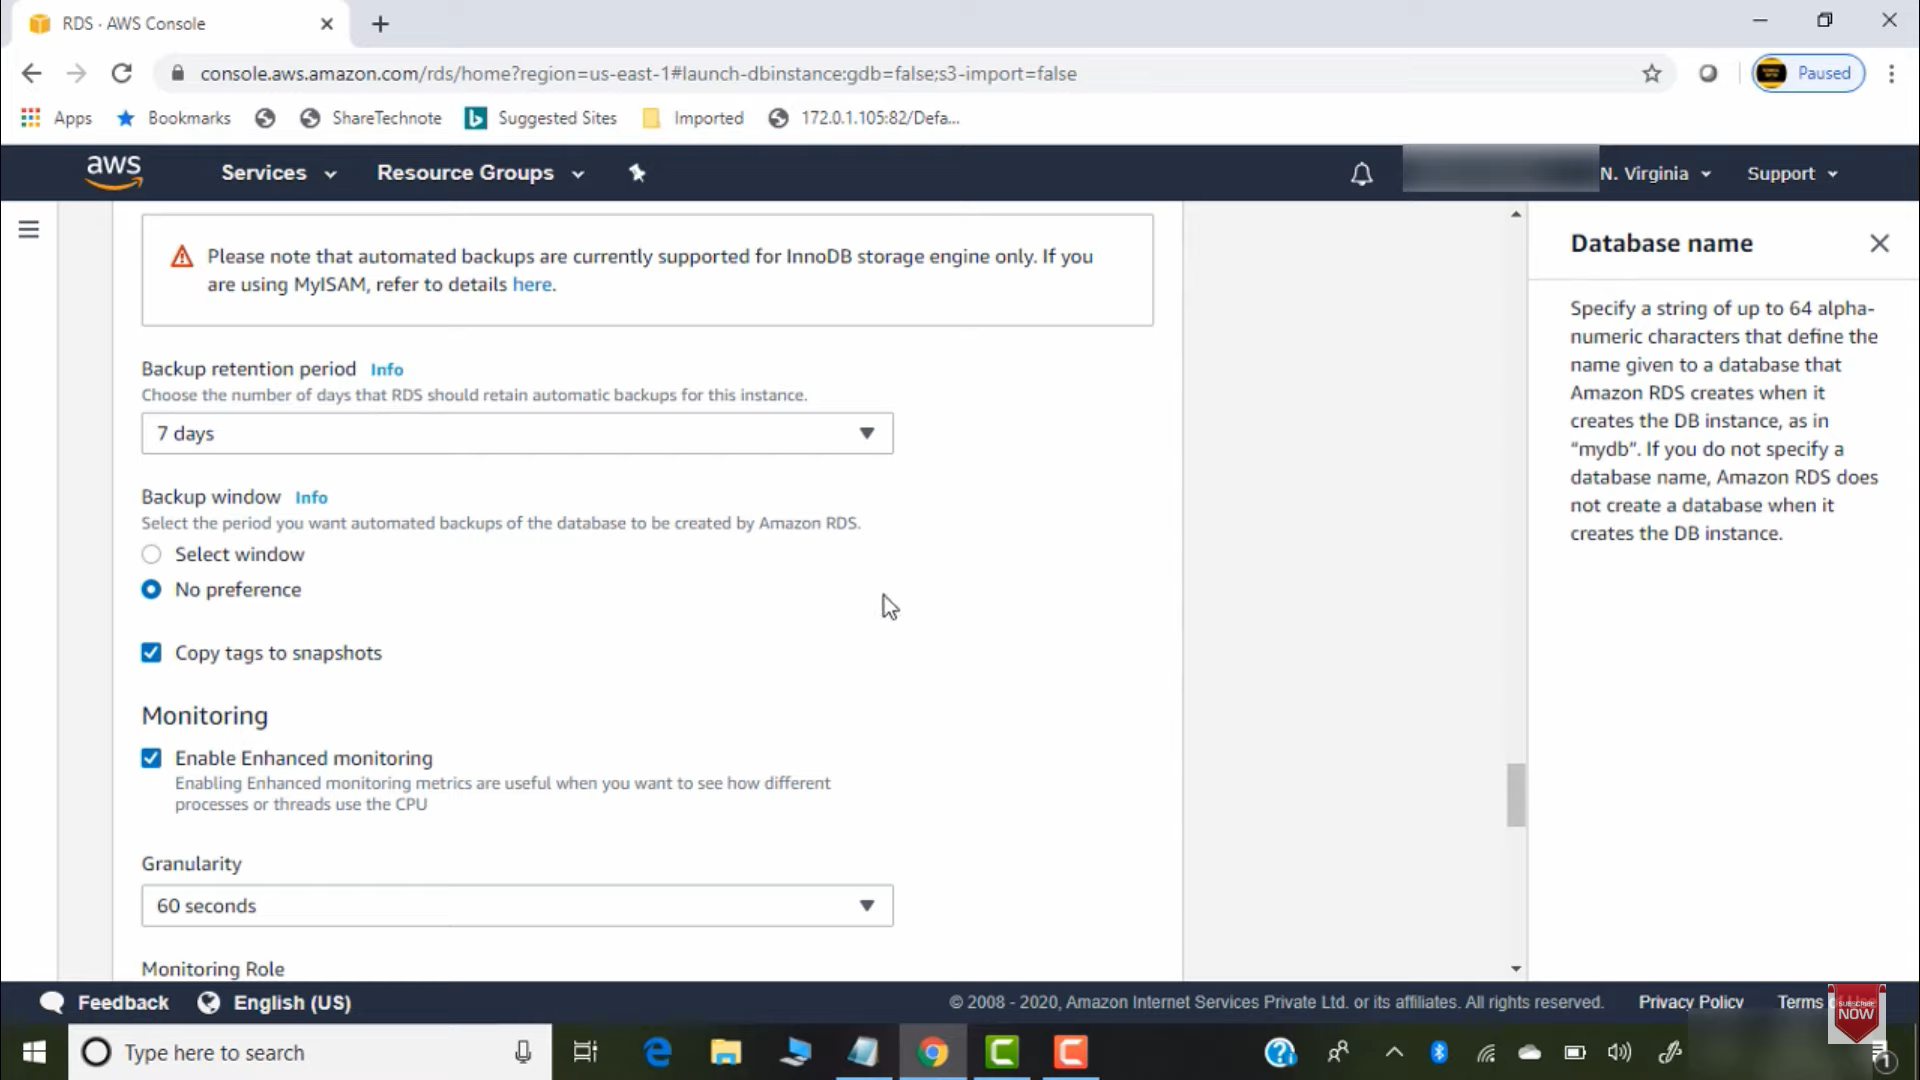 RDS - AWS Console
console.aws.amazon.com/rds/home?region=us-east-1#launch-dbinstance:gdb=false;s3-import=false
Paused
Apps
Bookmarks
ShareTechnote
Suggested Sites
Imported
172.0.1.105:82/Defa...
aws
Services
Resource Groups
N. Virginia
Support
Please note that automated backups are currently supported for InnoDB storage engine only. If you
are using MyISAM, refer to details here.
Backup retention period Info
Choose the number of days that RDS should retain automatic backups for this instance.
7 days
Backup window Info
Select the period you want automated backups of the database to be created by Amazon RDS.
Select window
No preference
Copy tags to snapshots
Monitoring
Enable Enhanced monitoring
Enabling Enhanced monitoring metrics are useful when you want to see how different
processes or threads use the CPU
Granularity
60 seconds
Monitoring Role
Database name
Specify a string of up to 64 alpha-
numeric characters that define the
name given to a database that
Amazon RDS creates when it
creates the DB instance, as in
“mydb”. If you do not specify a
database name, Amazon RDS does
not create a database when it
creates the DB instance.
Feedback
English (US)
© 2008 - 2020, Amazon Internet Services Private Ltd. or its affiliates. All rights reserved.
Privacy Policy
Terms
SUBSCRIBE
NOW
Type here to search
1